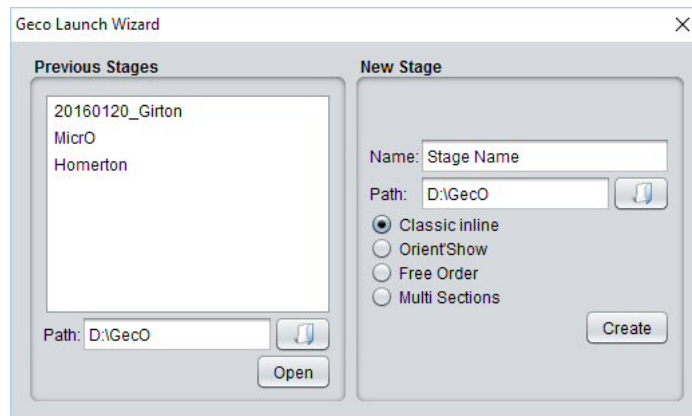 Geco Launch Wizard
Previous Stages
20160120_Girton
MicrO
Homerton
Path: D:\GecO
Open
New Stage
Name: Stage Name
Path: D:\GecO
Classic inline
Orient'Show
Free Order
Multi Sections
Create